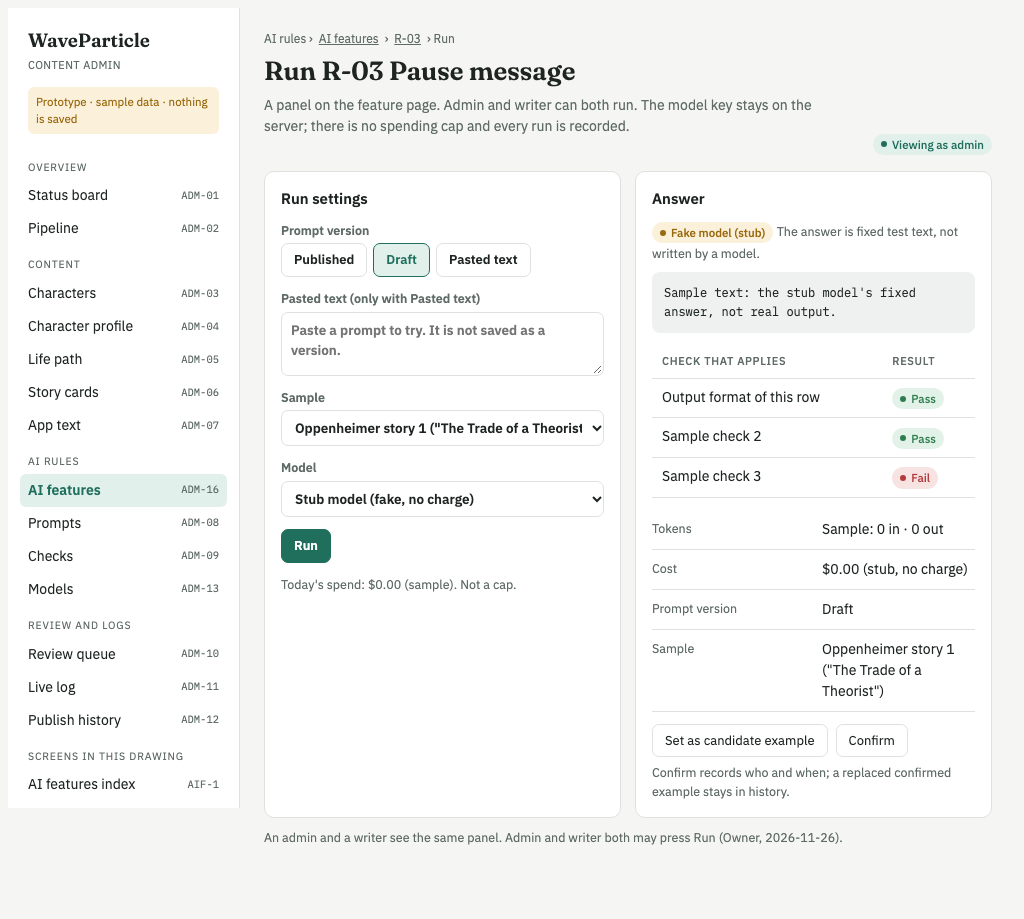 WaveParticle
CONTENT ADMIN
Prototype · sample data · nothing
is saved
OVERVIEW
Status board ADM-01
Pipeline ADM-02
CONTENT
Characters ADM-03
Character profile ADM-04
Life path ADM-05
Story cards ADM-06
App text ADM-07
AI RULES
AI features ADM-16
Prompts ADM-08
Checks ADM-09
Models ADM-13
REVIEW AND LOGS
Review queue ADM-10
Live log ADM-11
Publish history ADM-12
SCREENS IN THIS DRAWING
AI features index AIF-1
AI rules › AI features › R-03 › Run
Run R-03 Pause message
A panel on the feature page. Admin and writer can both run. The model key stays on the
server; there is no spending cap and every run is recorded.
Viewing as admin
Run settings
Prompt version
Published Draft Pasted text
Pasted text (only with Pasted text)
Paste a prompt to try. It is not saved as a
version.
Sample
Oppenheimer story 1 ("The Trade of a Theorist
Model
Stub model (fake, no charge)
Run
Today's spend: $0.00 (sample). Not a cap.
Answer
Fake model (stub) The answer is fixed test text, not
written by a model.
Sample text: the stub model's fixed
answer, not real output.
CHECK THAT APPLIES RESULT
Output format of this row Pass
Sample check 2 Pass
Sample check 3 Fail
Tokens Sample: 0 in · 0 out
Cost $0.00 (stub, no charge)
Prompt version Draft
Sample Oppenheimer story 1
("The Trade of a
Theorist")
Set as candidate example Confirm
Confirm records who and when; a replaced confirmed
example stays in history.
An admin and a writer see the same panel. Admin and writer both may press Run (Owner, 2026-11-26).